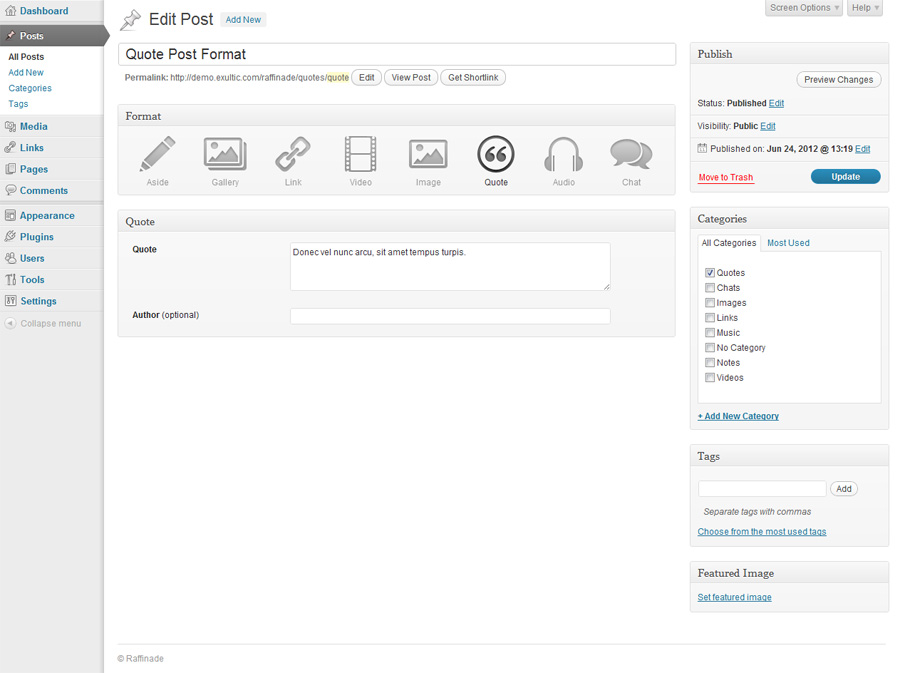 Screen Options Help
Dashboard
Posts
All Posts
Add New
Categories
Tags
Media
Links
Pages
Comments
Appearance
Plugins
Users
Tools
Settings
Collapse menu
Edit Post Add New
Quote Post Format
Permalink: http://demo.exultic.com/raffinade/quotes/quote Edit View Post Get Shortlink
Format
Aside Gallery Link Video Image Quote Audio Chat
Quote
Quote Donec vel nunc arcu, sit amet tempus turpis.
Author (optional)
Publish
Preview Changes
Status: Published Edit
Visibility: Public Edit
Published on: Jun 24, 2012 @ 13:19 Edit
Move to Trash Update
Categories
All Categories Most Used
Quotes
Chats
Images
Links
Music
No Category
Notes
Videos
+ Add New Category
Tags
Add
Separate tags with commas
Choose from the most used tags
Featured Image
Set featured image
© Raffinade